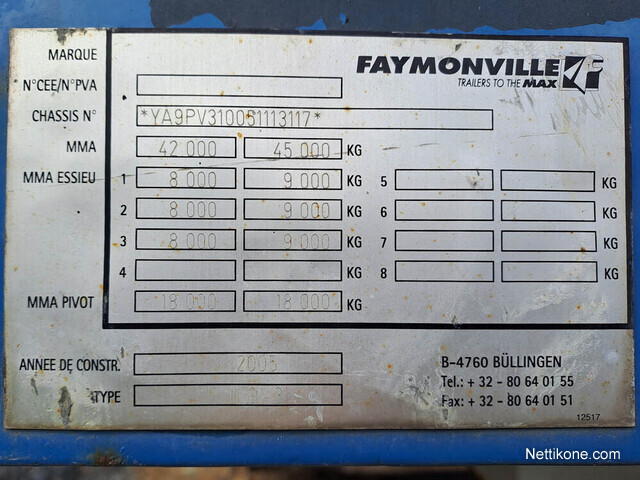 MARQUE
FAYMONVILLE
TRAILERS TO THE MAX
N°CEE/N°PVA
CHASSIS N° *YA9PV3100S1113117*
MMA 42 000 45 000 KG
MMA ESSIEU 1 8 000 9 000 KG 5 KG
2 8 000 9 000 KG 6 KG
3 8 000 9 000 KG 7 KG
4 KG 8 KG
MMA PIVOT 18 000 18 000 KG
ANNEE DE CONSTR. 2005
TYPE
B-4760 BÜLLINGEN
Tel.: + 32 - 80 64 01 55
Fax: + 32 - 80 64 01 51
12517
Nettikone.com